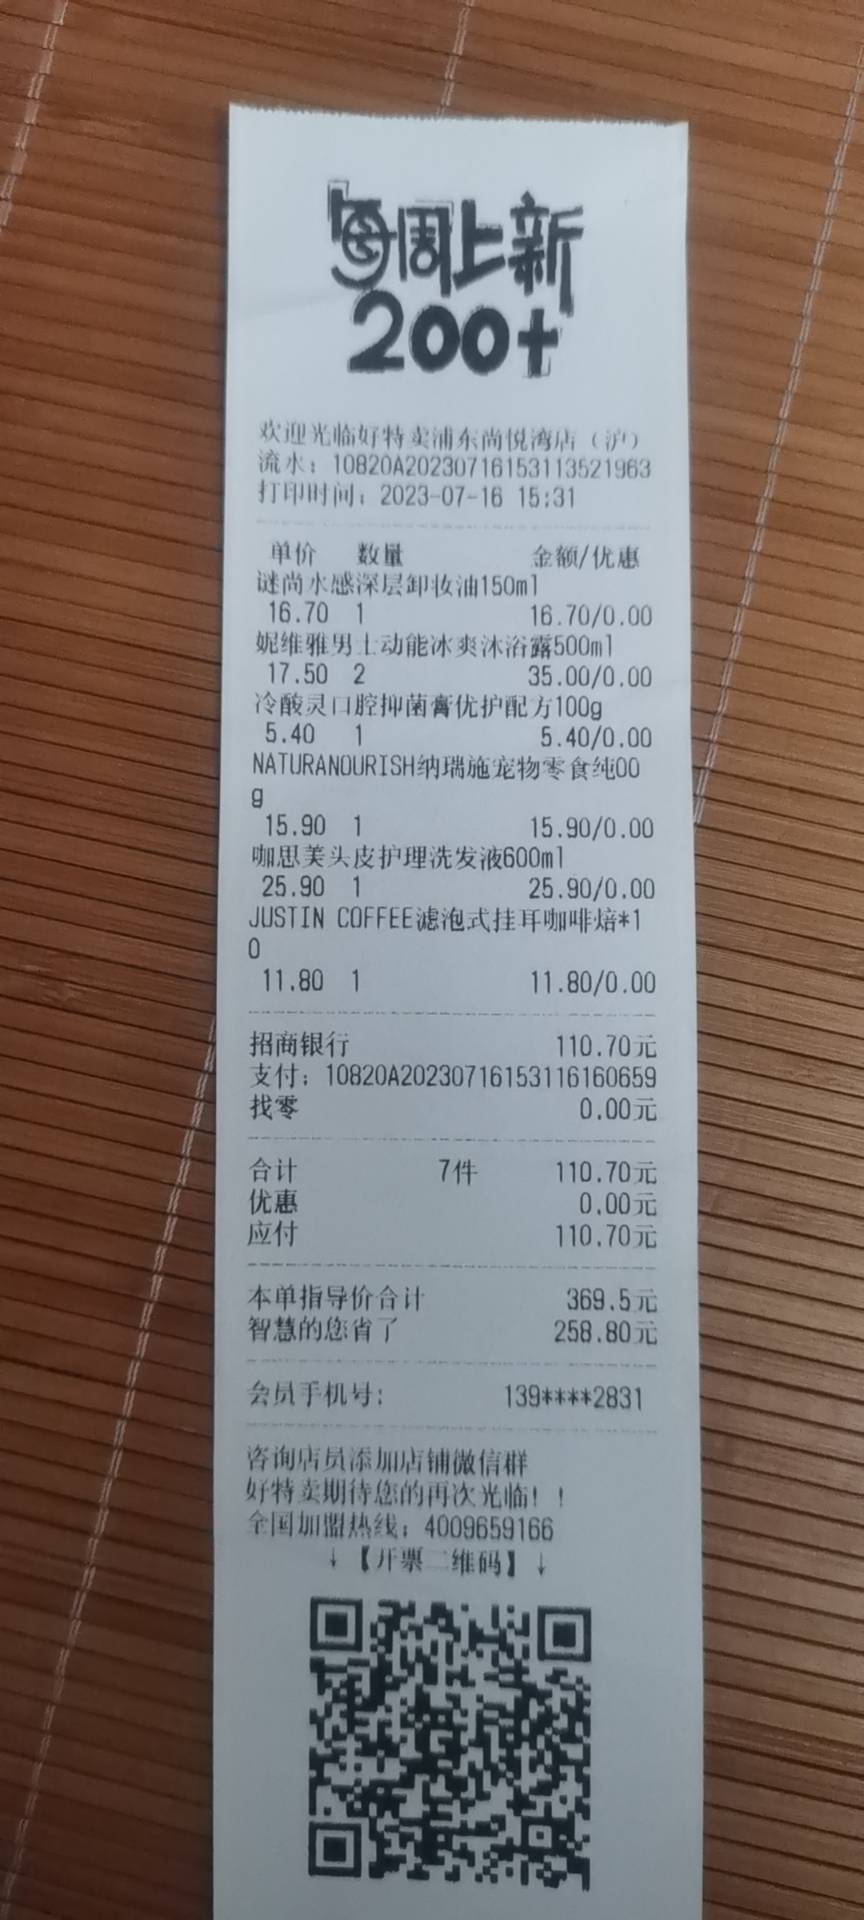 每周上新
200+
欢迎光临好特卖浦东尚悦湾店（沪）
流水：10820A202307161531135​21963
打印时间：2023-07-16 15:31
单价 数量 金额/优惠
谜尚水感深层卸妆油150ml
16.70 1 16.70/0.00
妮维雅男士动能冰爽沐浴露500ml
17.50 2 35.00/0.00
冷酸灵口腔抑菌膏优护配方100g
5.40 1 5.40/0.00
NATURANOURISH纳瑞施宠物零食纯00
g
15.90 1 15.90/0.00
咖思美头皮护理洗发液600ml
25.90 1 25.90/0.00
JUSTIN COFFEE滤泡式挂耳咖啡焙*1
0
11.80 1 11.80/0.00
招商银行 110.70元
支付：10820A20230716153116160659
找零 0.00元
合计 7件 110.70元
优惠 0.00元
应付 110.70元
本单指导价合计 369.5元
智慧的您省了 258.80元
会员手机号: 139****2831
咨询店员添加店铺微信群
好特卖期待您的再次光临！！
全国加盟热线：4009659166
↓【开票二维码】↓